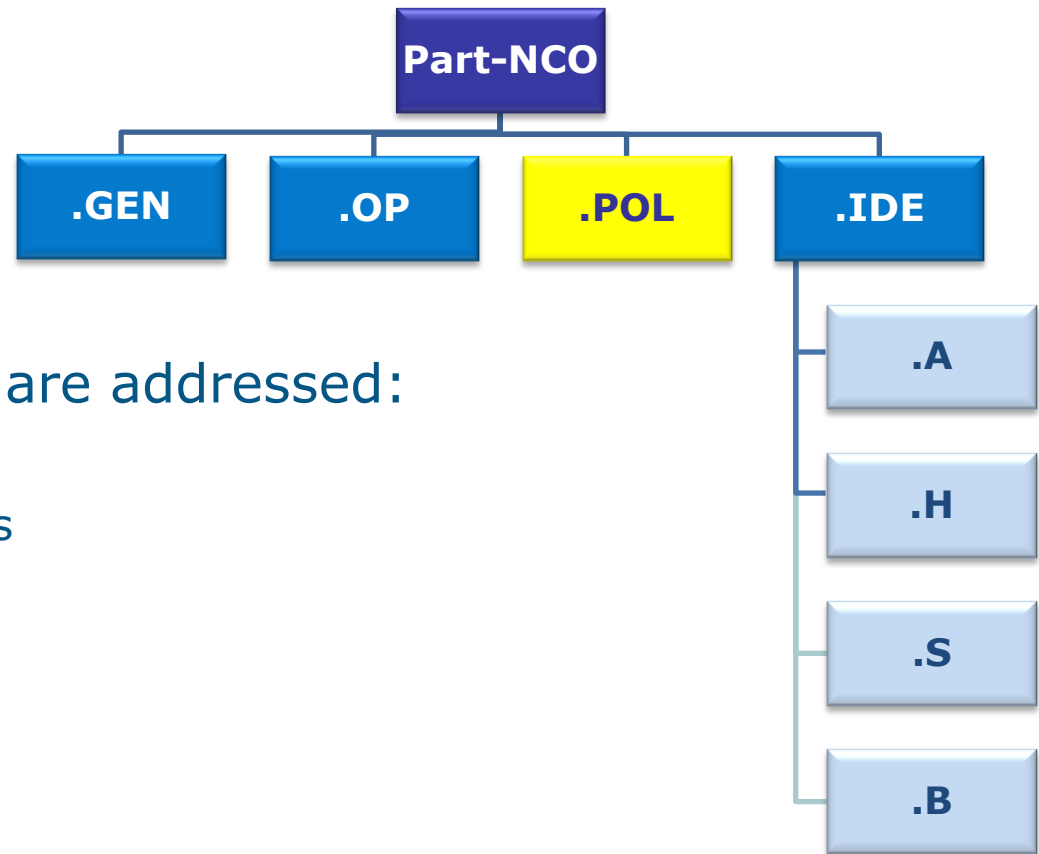 Part-NCO
.GEN
.OP
.POL
.IDE
.A
are addressed:
.H
s
.S
.B